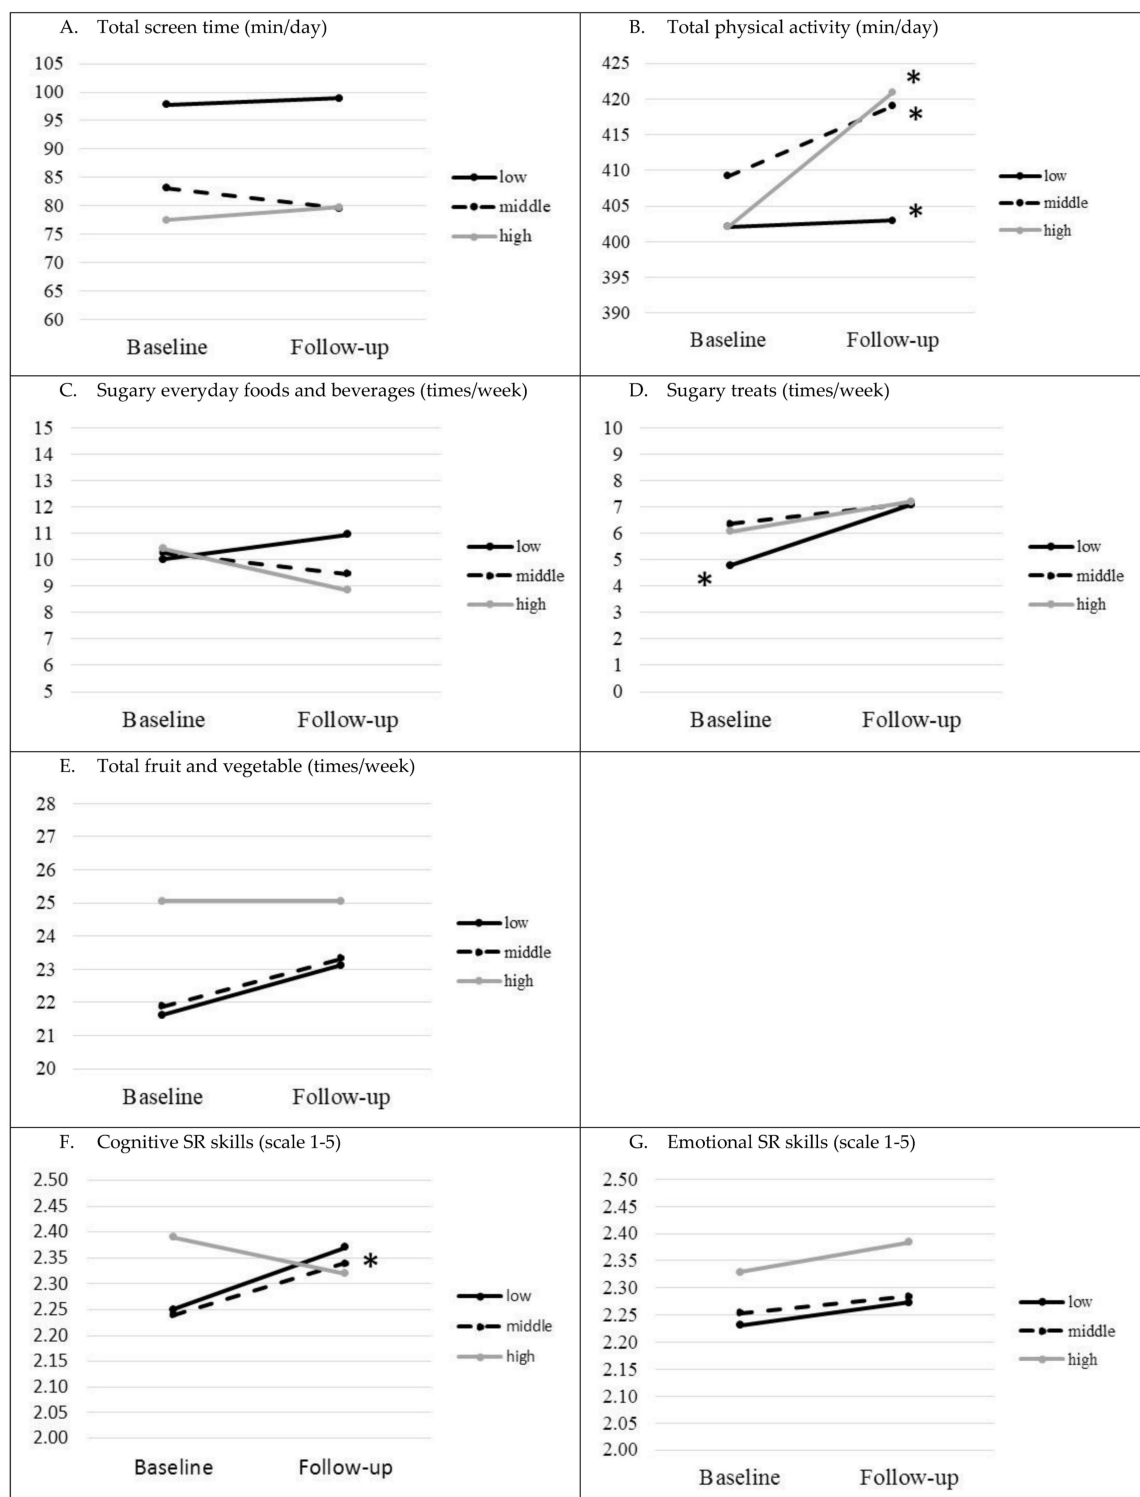 A. Total screen time (min/day)
105
100
95
90
85
80
75
70
65
60
Baseline Follow-up
low
middle
high
B. Total physical activity (min/day)
425
420
415
410
405
400
395
390
*
*
*
Baseline Follow-up
low
middle
high
C. Sugary everyday foods and beverages (times/week)
15
14
13
12
11
10
9
8
7
6
5
Baseline Follow-up
low
middle
high
D. Sugary treats (times/week)
10
9
8
7
6
5
4
3
2
1
0
*
Baseline Follow-up
low
middle
high
E. Total fruit and vegetable (times/week)
28
27
26
25
24
23
22
21
20
Baseline Follow-up
low
middle
high
F. Cognitive SR skills (scale 1-5)
2.50
2.45
2.40
2.35
2.30
2.25
2.20
2.15
2.10
2.05
2.00
*
Baseline Follow-up
low
middle
high
G. Emotional SR skills (scale 1-5)
2.50
2.45
2.40
2.35
2.30
2.25
2.20
2.15
2.10
2.05
2.00
Baseline Follow-up
low
middle
high